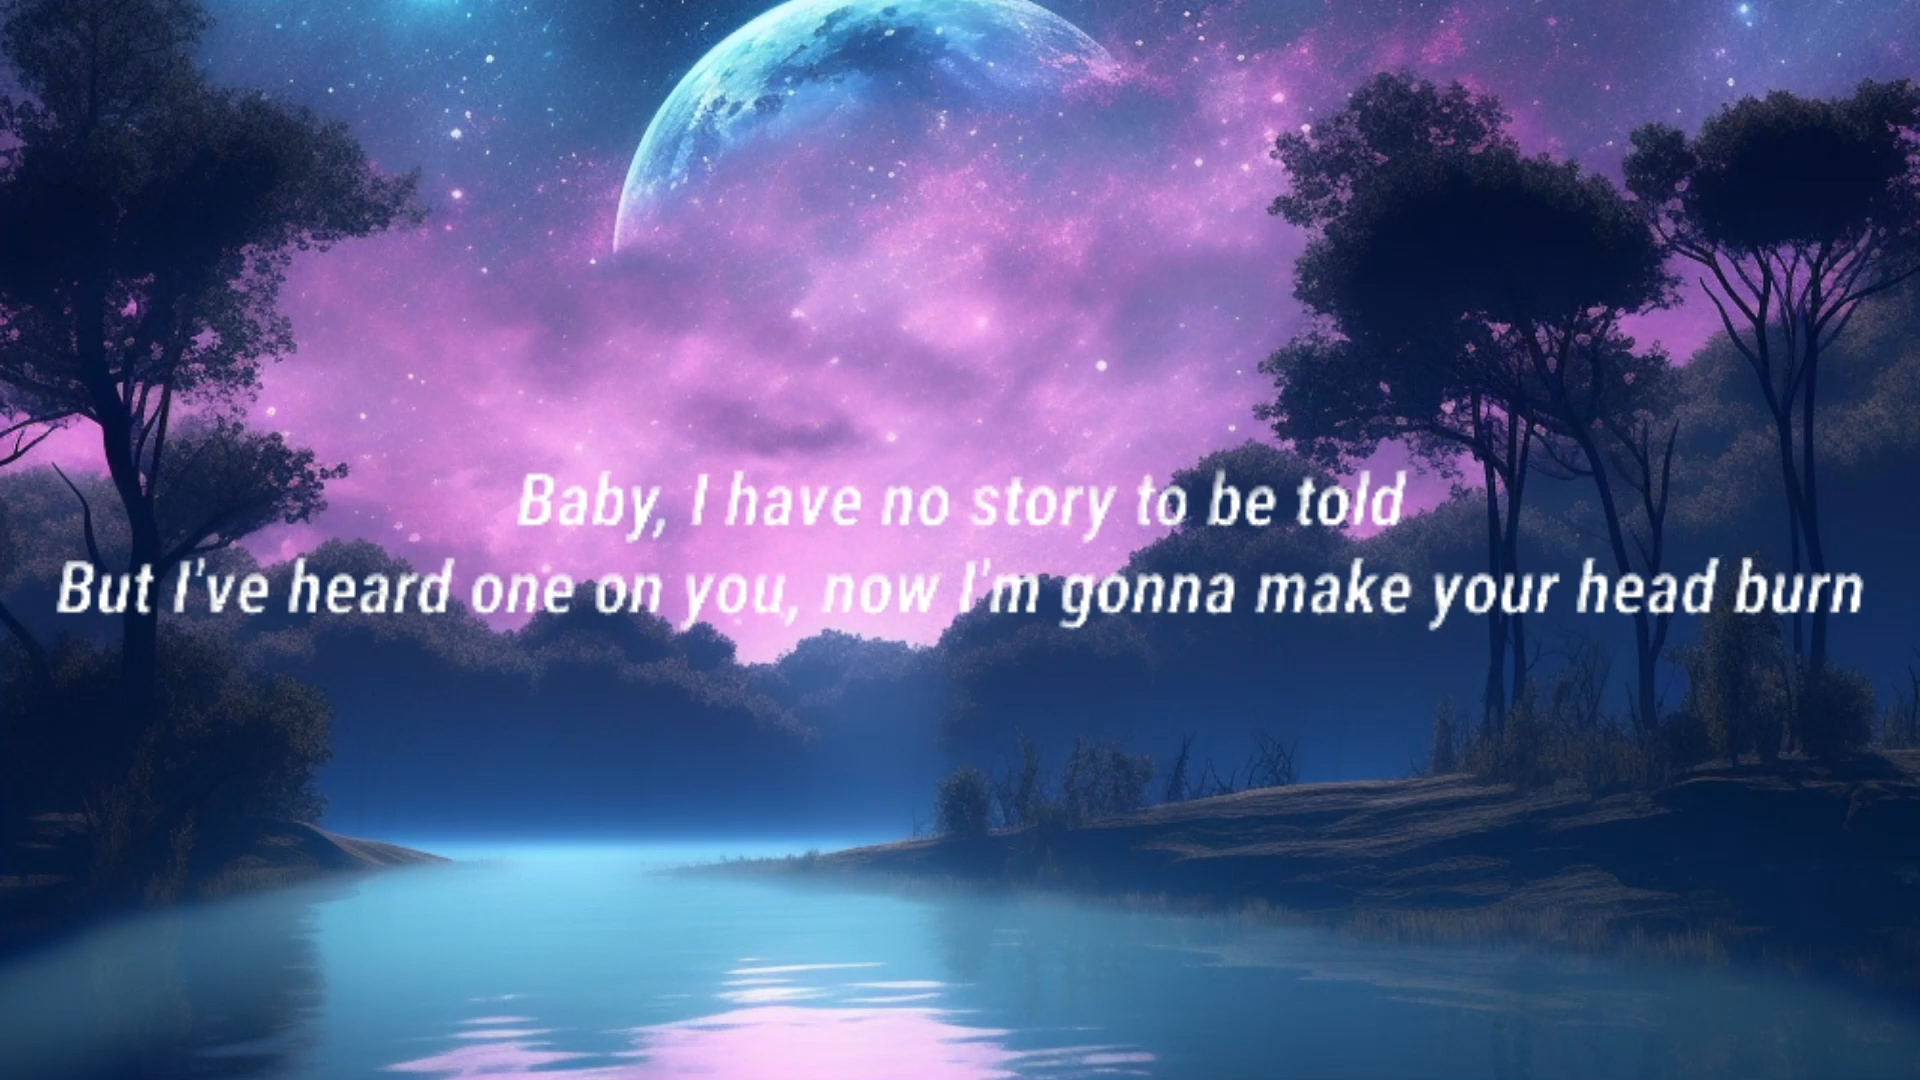 Baby, I have no story to be told
But I've heard one on you, now I'm gonna make your head burn